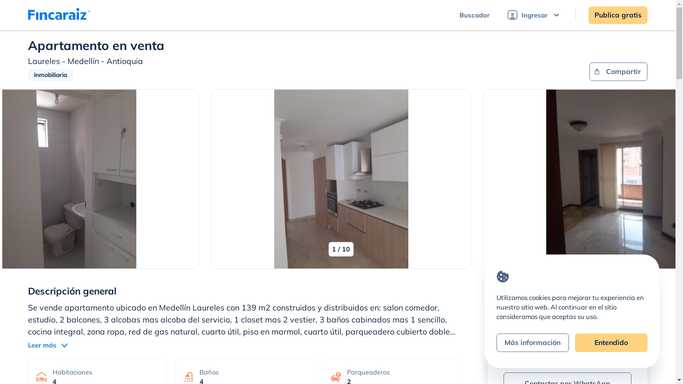 Fincaraiz
Buscador
Ingresar
Publica gratis
Apartamento en venta
Laureles - Medellín - Antioquia
Inmobiliaria
Compartir
1 / 10
Descripción general
Se vende apartamento ubicado en Medellín Laureles con 139 m2 construidos y distribuidos en: salon comedor,
estudio, 2 balcones, 3 alcobas mas alcoba del servicio, 1 closet mas 2 vestier, 3 baños cabinados mas 1 sencillo,
cocina integral, zona ropa, red de gas natural, cuarto útil, piso en marmol, cuarto útil, parqueadero cubierto doble...
Leer más
Habitaciones
4
Baños
4
Parqueaderos
2
Utilizamos cookies para mejorar tu experiencia en
nuestro sitio web. Al continuar en el sitio
consideramos que aceptas su uso.
Más información
Entendido
Contactar por WhatsApp